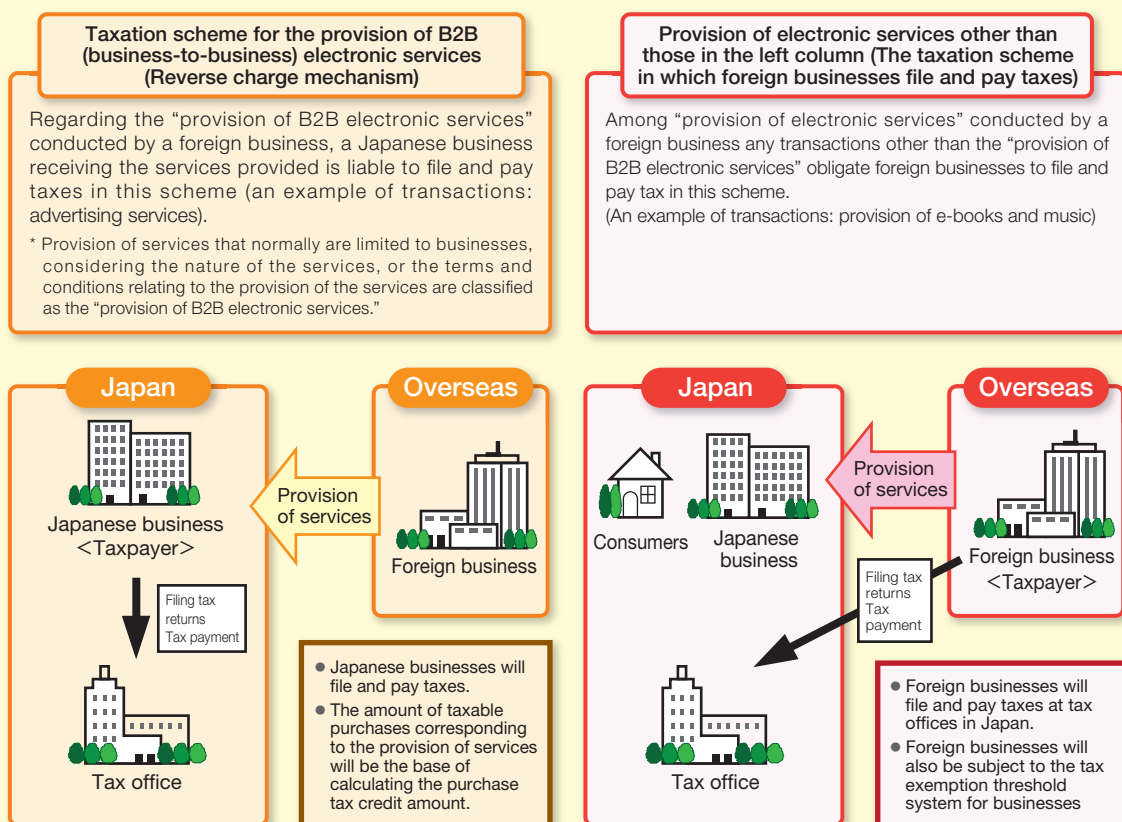 Taxation scheme for the provision of B2B
(business-to-business) electronic services
(Reverse charge mechanism)
Regarding the “provision of B2B electronic services”
conducted by a foreign business, a Japanese business
receiving the services provided is liable to file and pay
taxes in this scheme (an example of transactions:
advertising services).
* Provision of services that normally are limited to businesses,
considering the nature of the services, or the terms and
conditions relating to the provision of the services are classified
as the “provision of B2B electronic services.”
Provision of electronic services other than
those in the left column (The taxation scheme
in which foreign businesses file and pay taxes)
Among “provision of electronic services” conducted by a
foreign business any transactions other than the “provision of
B2B electronic services” obligate foreign businesses to file and
pay tax in this scheme.
(An example of transactions: provision of e-books and music)
Japan
Overseas
Japanese business
<Taxpayer>
Provision
of services
Foreign business
Filing tax
returns
Tax payment
Tax office
● Japanese businesses will
file and pay taxes.
● The amount of taxable
purchases corresponding
to the provision of services
will be the base of
calculating the purchase
tax credit amount.
Japan
Overseas
Consumers
Japanese
business
Provision
of services
Foreign business
<Taxpayer>
Filing tax
returns
Tax
payment
Tax office
● Foreign businesses will
file and pay taxes at tax
offices in Japan.
● Foreign businesses will
also be subject to the tax
exemption threshold
system for businesses